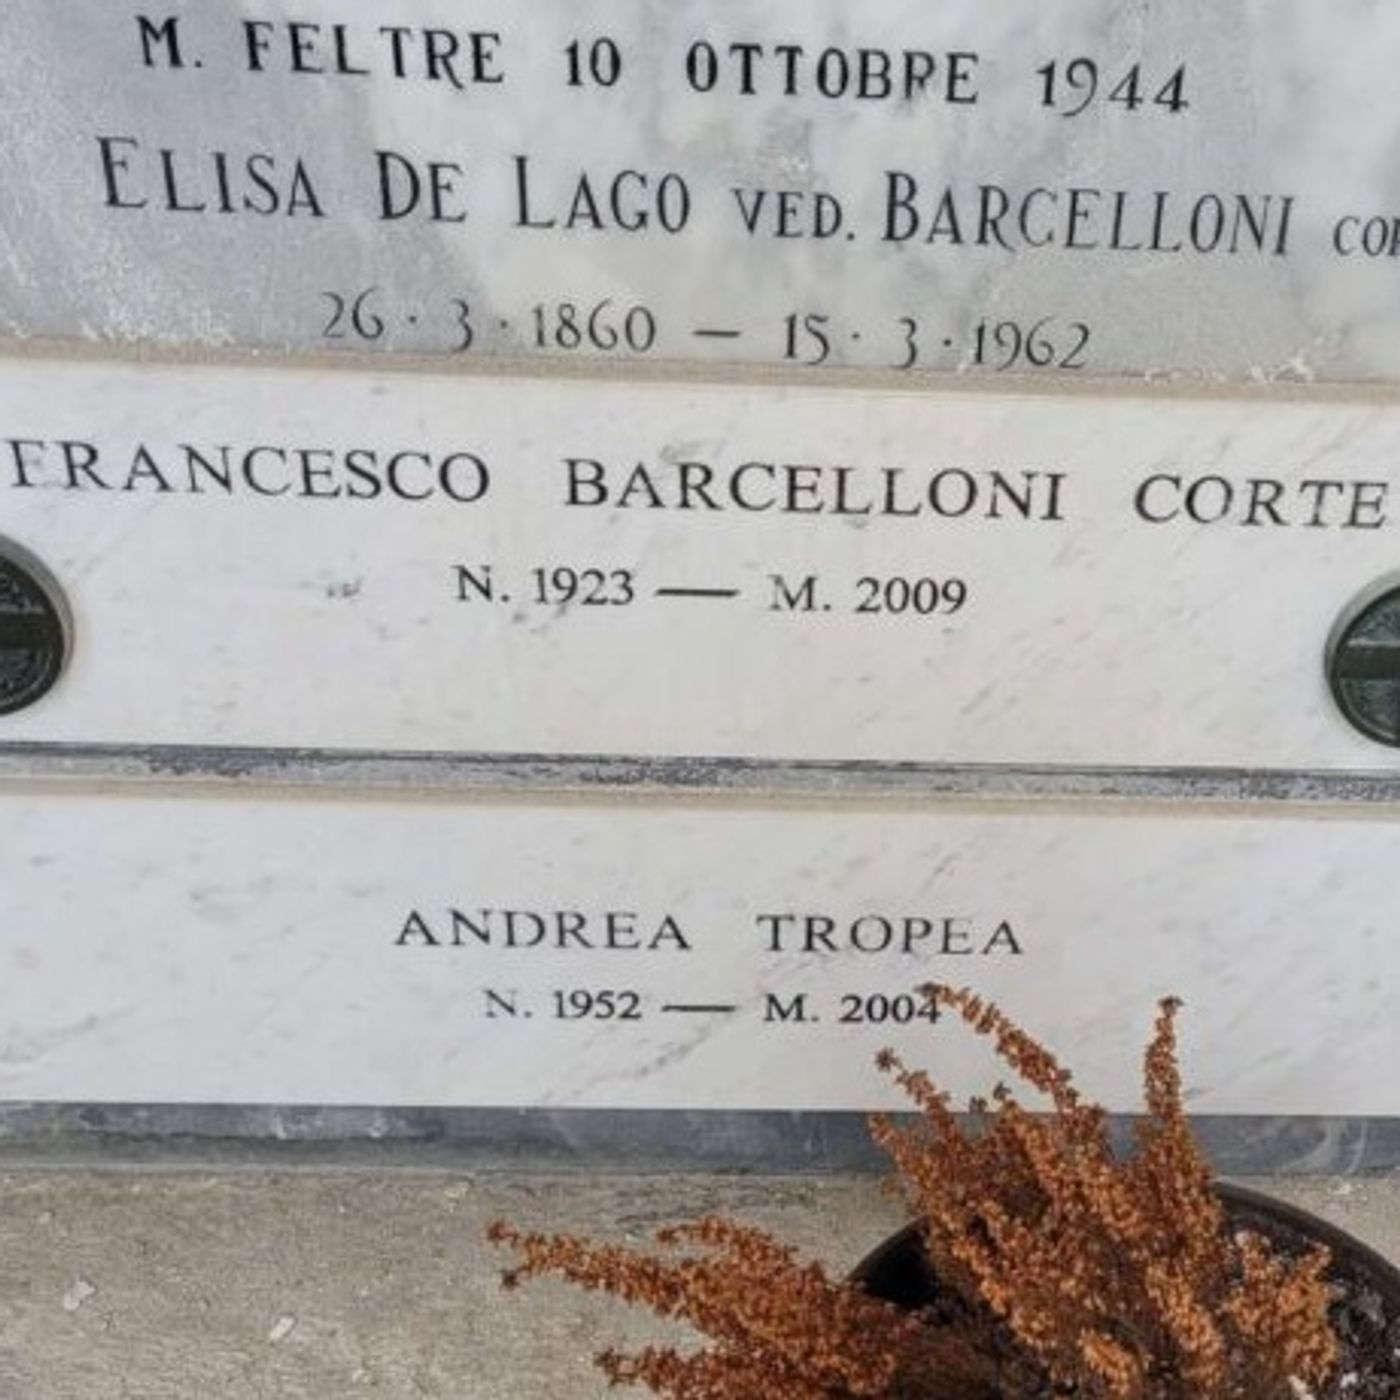 M. FELTRE 10 OTTOBRE 1944
ELISA DE LAGO VED. BARCELLONI
26·3·1860 — 15·3·1962
FRANCESCO BARCELLONI CORTE
N. 1923 — M. 2009
ANDREA TROPEA
N. 1952 — M. 2004